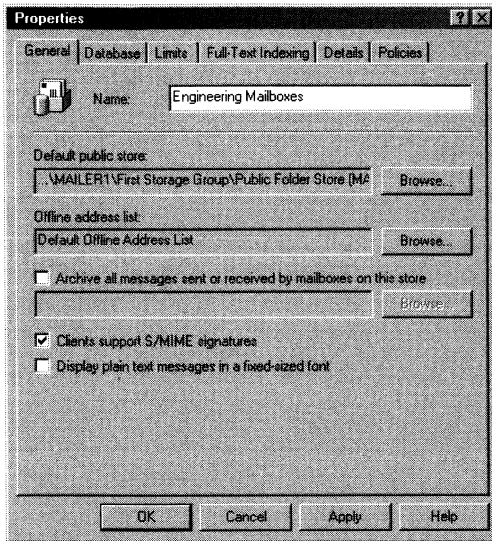 Properties
General Database Limits Full-Text Indexing Details Policies
Name: Engineering Mailboxes
Default public store:
...\MAILER1\First Storage Group\Public Folder Store (MA Browse...
Offline address list:
Default Offline Address List Browse...
Archive all messages sent or received by mailboxes on this store
Browse...
Clients support S/MIME signatures
Display plain text messages in a fixed-sized font
OK Cancel Apply Help